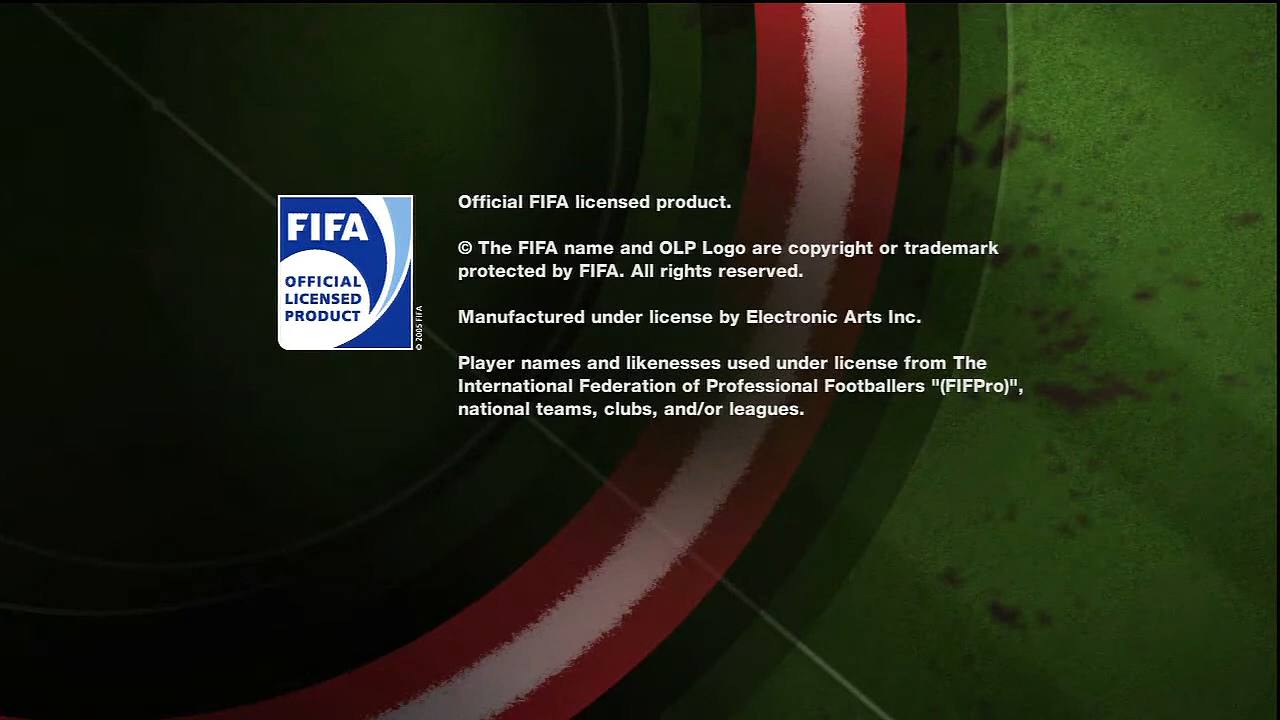 FIFA
OFFICIAL
LICENSED
PRODUCT
© 2005 FIFA
Official FIFA licensed product.
© The FIFA name and OLP Logo are copyright or trademark
protected by FIFA. All rights reserved.
Manufactured under license by Electronic Arts Inc.
Player names and likenesses used under license from The
International Federation of Professional Footballers "(FIFPro)",
national teams, clubs, and/or leagues.